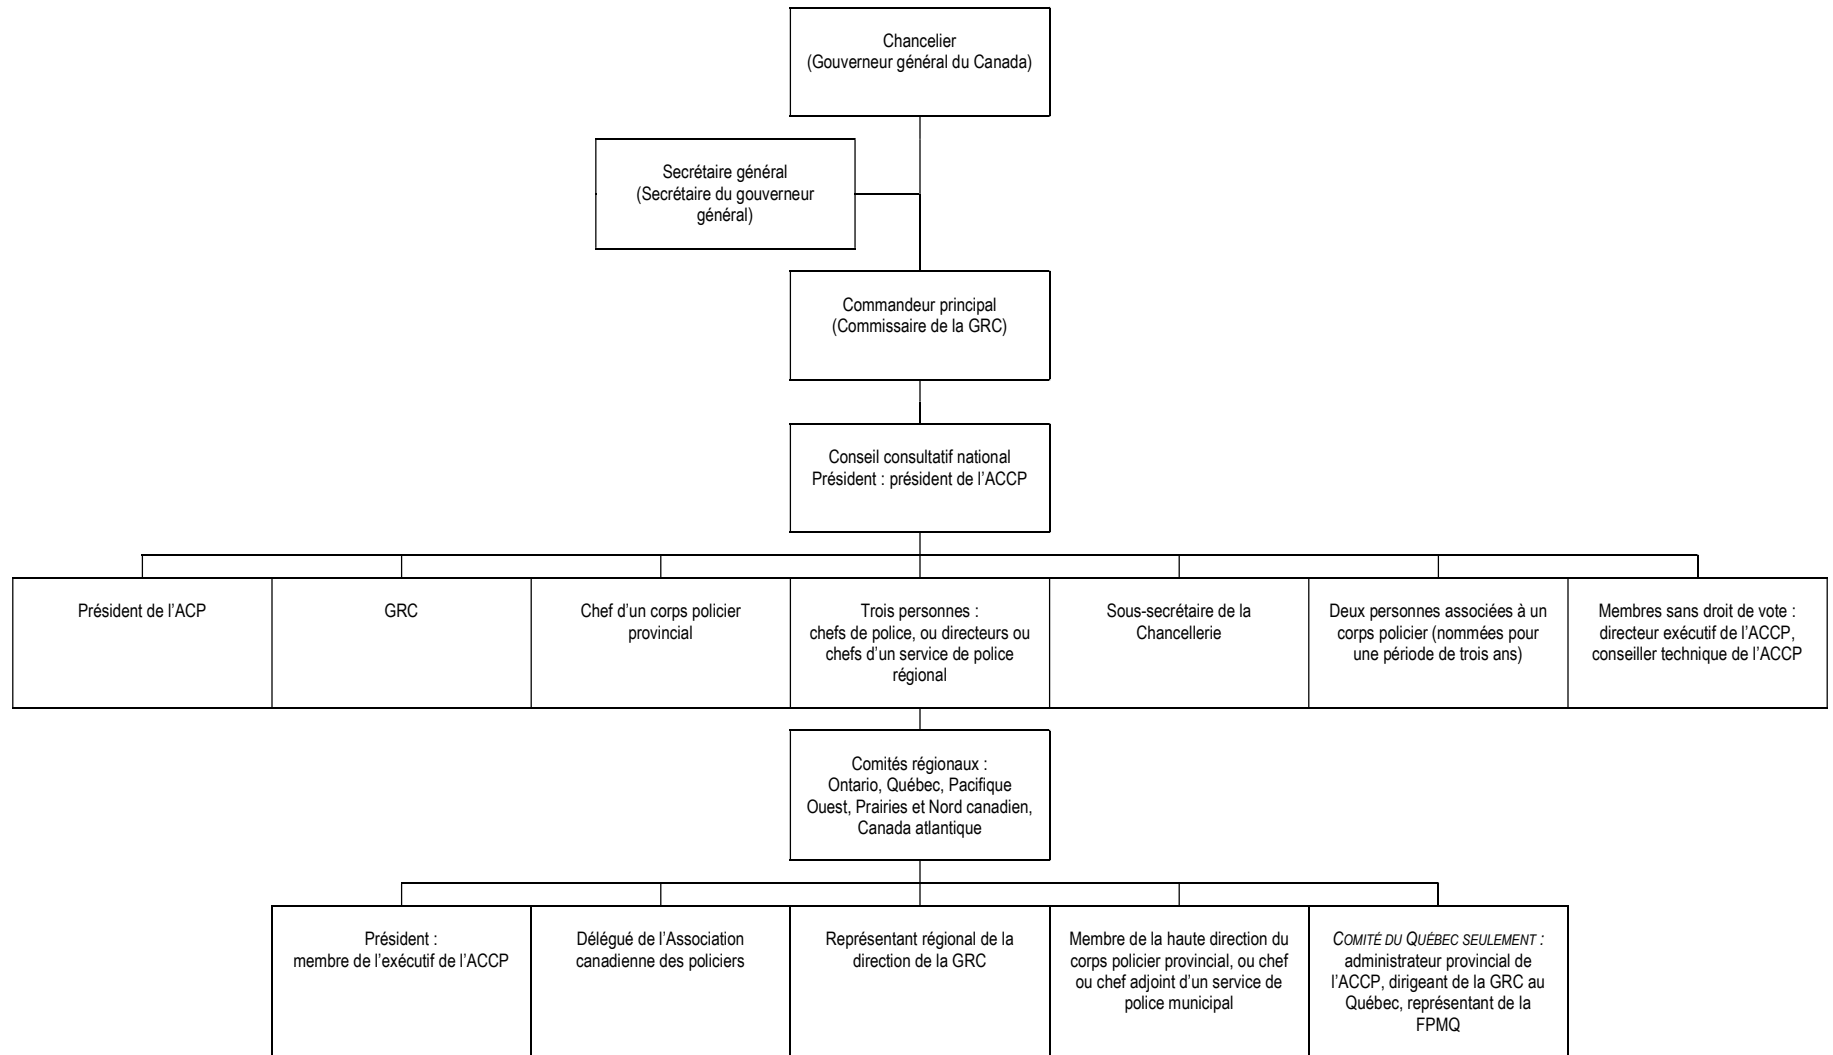 Chancelier
(Gouverneur général du Canada)
Secrétaire général
(Secrétaire du gouverneur
général)
Commandeur principal
(Commissaire de la GRC)
Conseil consultatif national
Président : président de l’ACCP
Président de l’ACP
GRC
Chef d’un corps policier
provincial
Trois personnes :
chefs de police, ou directeurs ou
chefs d’un service de police
régional
Sous-secrétaire de la
Chancellerie
Deux personnes associées à un
corps policier (nommées pour
une période de trois ans)
Membres sans droit de vote :
directeur exécutif de l’ACCP,
conseiller technique de l’ACCP
Comités régionaux :
Ontario, Québec, Pacifique
Ouest, Prairies et Nord canadien,
Canada atlantique
Président :
membre de l’exécutif de l’ACCP
Délégué de l’Association
canadienne des policiers
Représentant régional de la
direction de la GRC
Membre de la haute direction du
corps policier provincial, ou chef
ou chef adjoint d’un service de
police municipal
COMITÉ DU QUÉBEC SEULEMENT :
administrateur provincial de
l’ACCP, dirigeant de la GRC au
Québec, représentant de la
FPMQ